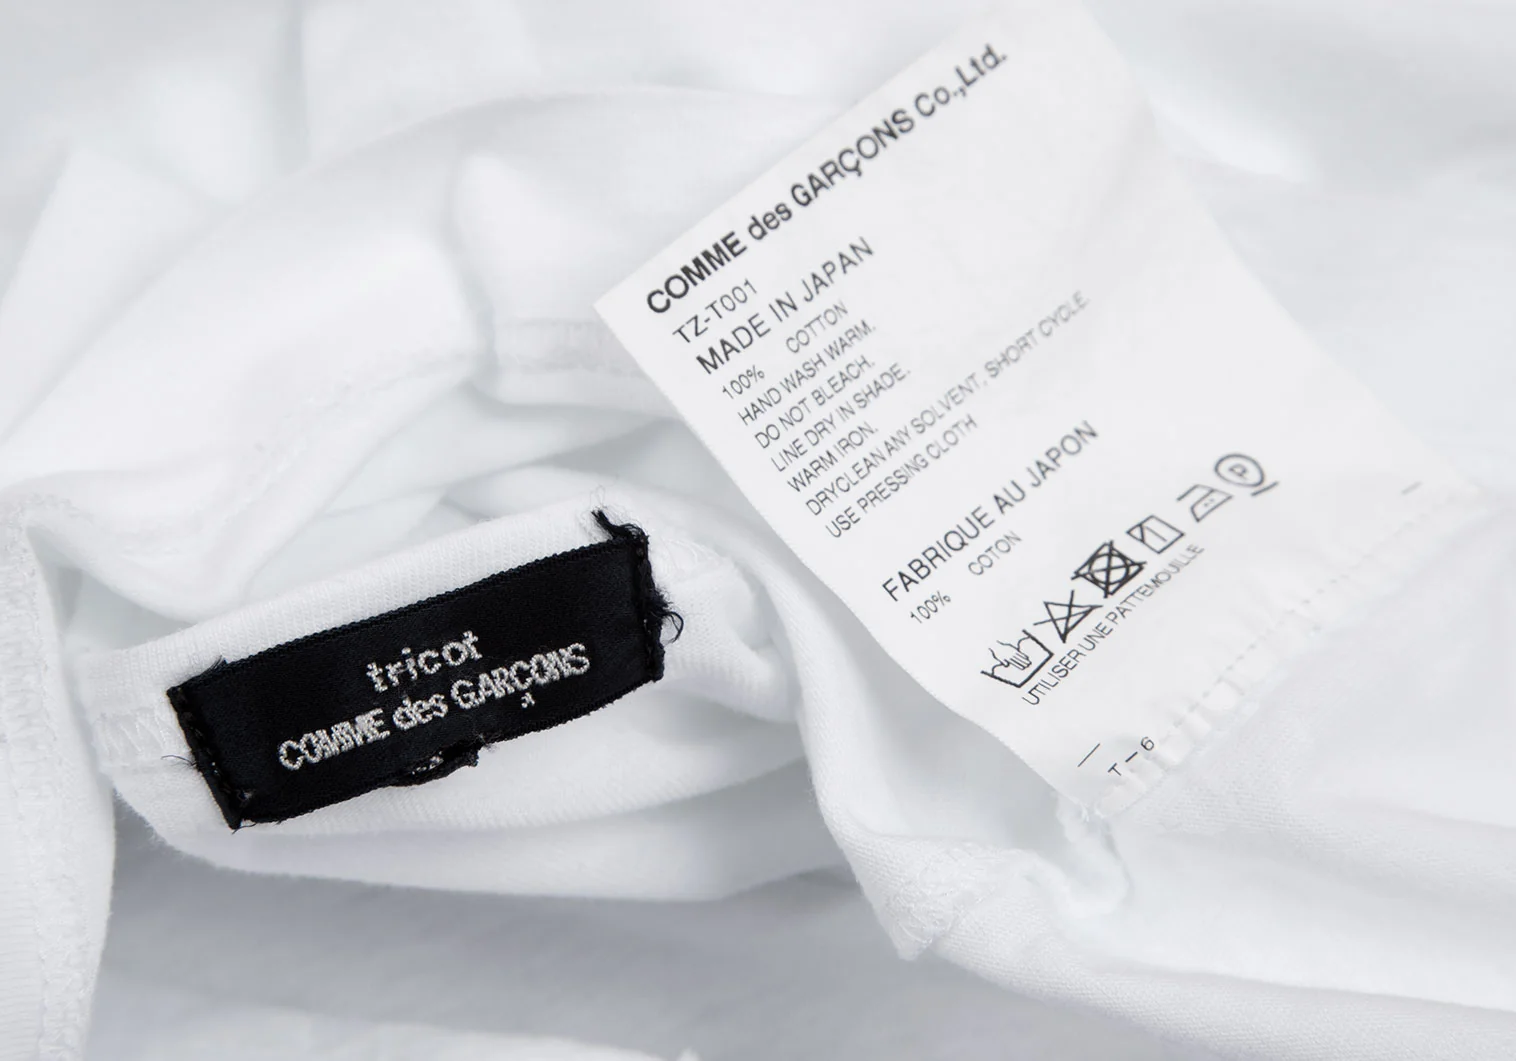 COMME des GARÇONS Co.,Ltd.
TZ-T001
MADE IN JAPAN
100% COTTON
HAND WASH WARM.
DO NOT BLEACH.
LINE DRY IN SHADE.
WARM IRON.
DRYCLEAN ANY SOLVENT, SHORT CYCLE
USE PRESSING CLOTH
FABRIQUE AU JAPON
100% COTON
P
UTILISER UNE PATTEMOUILLE
T-6
tricot
COMME des GARÇONS